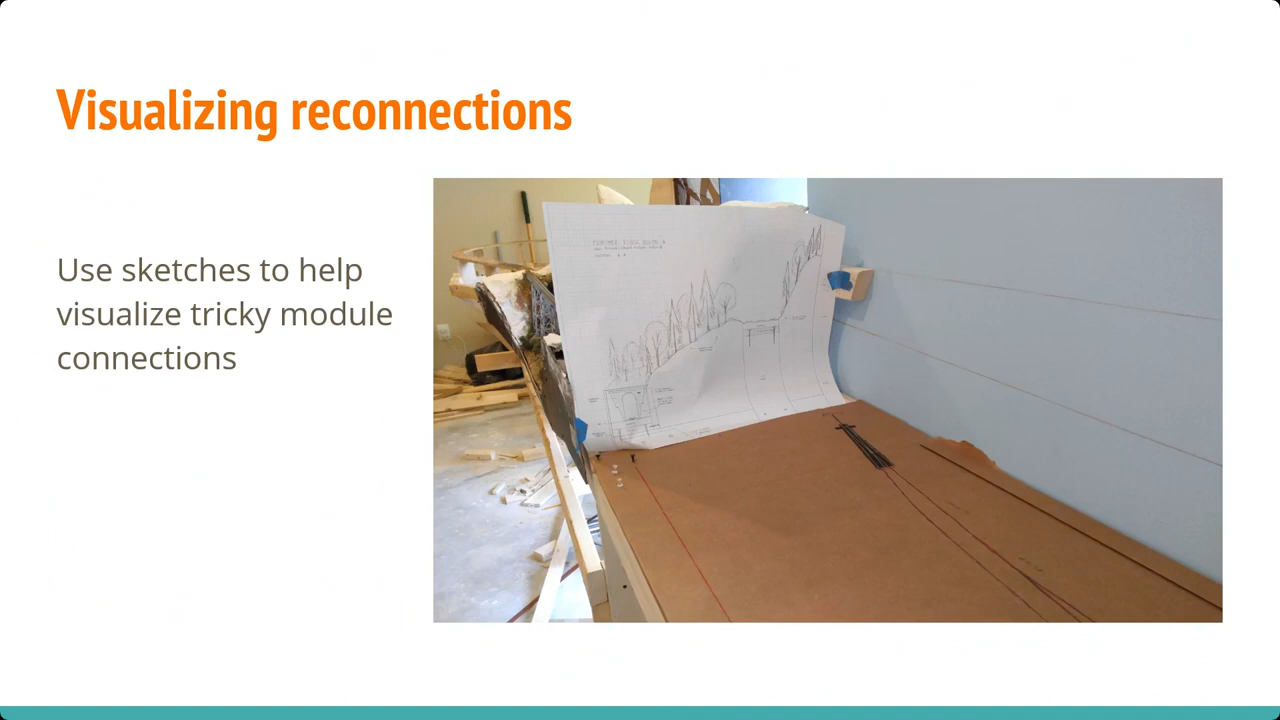 Visualizing reconnections
Use sketches to help
visualize tricky module
connections